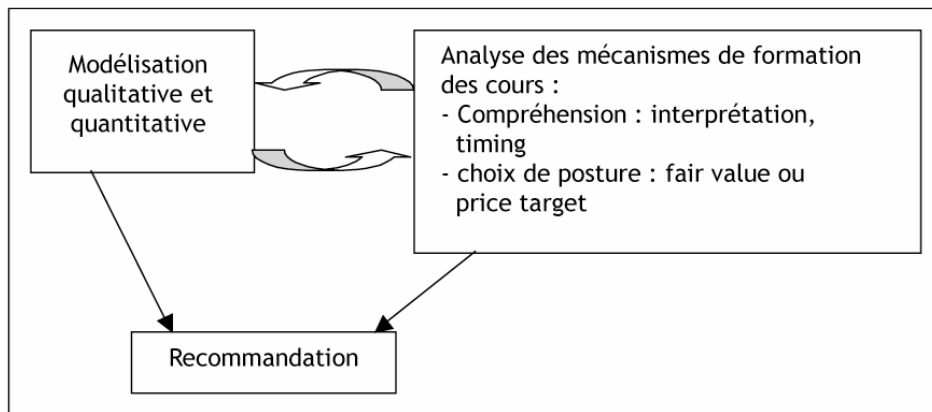 Modélisation
qualitative et
quantitative
Analyse des mécanismes de formation
des cours :
- Compréhension : interprétation,
timing
- choix de posture : fair value ou
price target
Recommandation